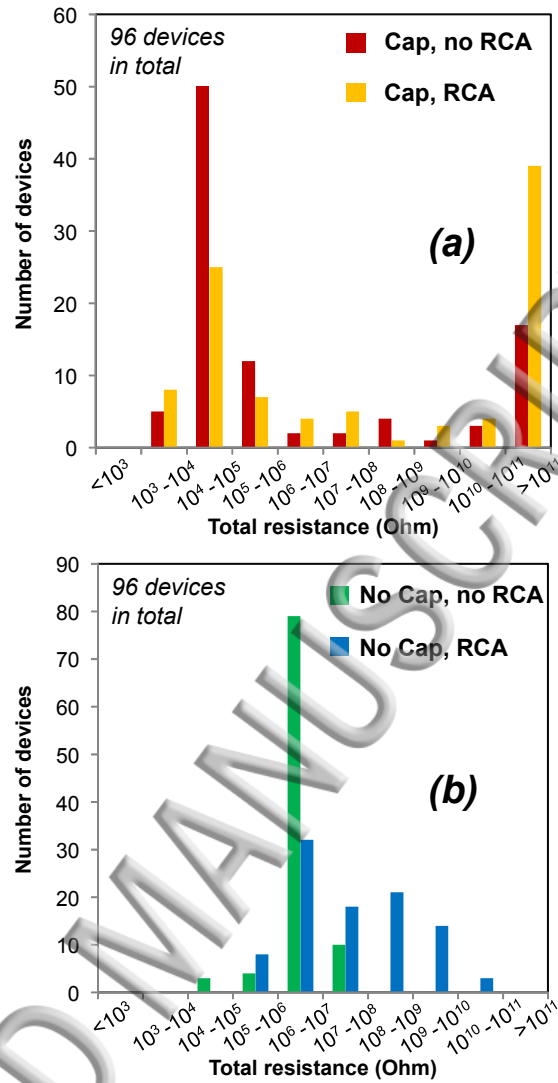 60
50
40
30
20
10
0
Number of devices
96 devices
in total
Cap, no RCA
Cap, RCA
(a)
<10³
10³ -10⁴
10⁴ -10⁵
10⁵ -10⁶
10⁶ -10⁷
10⁷ -10⁸
10⁸ -10⁹
10⁹ -10¹⁰
10¹⁰ -10¹¹
>10¹¹
Total resistance (Ohm)
90
80
70
60
50
40
30
20
10
0
Number of devices
96 devices
in total
No Cap, no RCA
No Cap, RCA
(b)
<10³
10³ -10⁴
10⁴ -10⁵
10⁵ -10⁶
10⁶ -10⁷
10⁷ -10⁸
10⁸ -10⁹
10⁹ -10¹⁰
10¹⁰ -10¹¹
>10¹¹
Total resistance (Ohm)
D MANUSCRIP